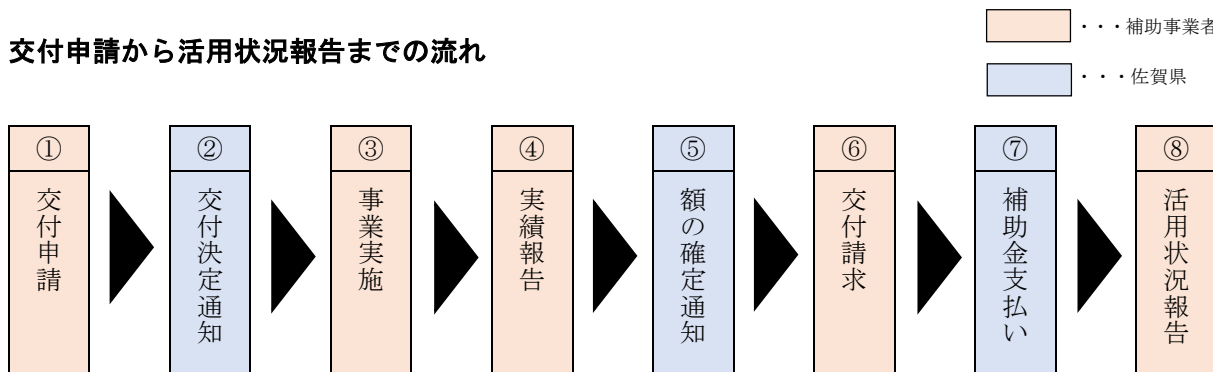 ・・・補助事業者
交付申請から活用状況報告までの流れ
・・・佐賀県
①
交付申請
②
交付決定通知
③
事業実施
④
実績報告
⑤
額の確定通知
⑥
交付請求
⑦
補助金支払い
⑧
活用状況報告